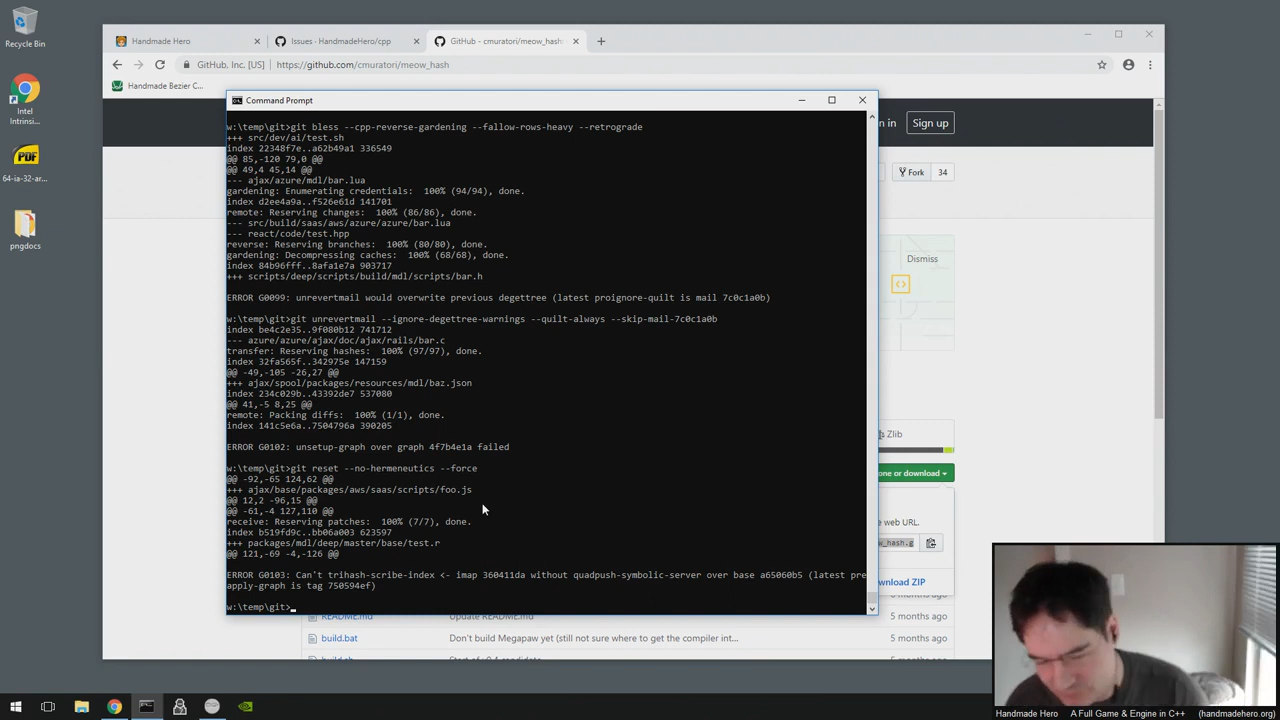 Recycle Bin
Intel
Intrinsi...
64-ia-32-ar...
pngdocs
Handmade Hero
Issues · HandmadeHero/cpp
GitHub - cmuratori/meow_hash:
GitHub, Inc. [US]
https://github.com/cmuratori/meow_hash
Handmade Bezier C...
n in
Sign up
Fork
34
Dismiss
Zlib
one or download
e web URL.
w_hash.g
wnload ZIP
Command Prompt
w:\temp\git>git bless --cpp-reverse-gardening --fallow-rows-heavy --retrograde
+++ src/dev/ai/test.sh
index 22348f7e..a62b49a1 336549
@@ 85,-120 79,0 @@
@@ 49,4 45,14 @@
--- ajax/azure/mdl/bar.lua
gardening: Enumerating credentials:  100% (94/94), done.
index d2ee4a9a..f526e61d 141701
remote: Reserving changes:  100% (86/86), done.
--- src/build/saas/aws/azure/azure/bar.lua
--- react/code/test.hpp
reverse: Reserving branches:  100% (80/80), done.
gardening: Decompressing caches:  100% (68/68), done.
index 84b96ff1..8afa1e7a 903717
+++ scripts/deep/scripts/build/mdl/scripts/bar.h
ERROR G0099: unrevertmail would overwrite previous degettree (latest proignore-quilt is mail 7c0c1a0b)
w:\temp\git>git unrevertmail --ignore-degettree-warnings --quilt-always --skip-mail-7c0c1a0b
index be4c2e35..9f080b12 741712
--- azure/azure/ajax/doc/ajax/rails/bar.c
transfer: Reserving hashes:  100% (97/97), done.
index 32fa565f..342975e 147159
@@ -49,-105 -26,27 @@
+++ ajax/spool/packages/resources/mdl/baz.json
index 234c029b..43392de7 537080
@@ 41,-5 8,25 @@
remote: Packing diffs:  100% (1/1), done.
index 141c5e6a..7504796a 390205
ERROR G0102: unsetup-graph over graph 4f7b4e1a failed
w:\temp\git>git reset --no-hermeneutics --force
@@ -92,-65 124,62 @@
+++ ajax/base/packages/aws/saas/scripts/foo.js
@@ 12,2 -96,15 @@
@@ -61,-4 127,110 @@
receive: Reserving patches:  100% (7/7), done.
index b519fd9c..bb06a003 623597
+++ packages/mdl/deep/master/base/test.r
@@ 121,-69 -4,-126 @@
ERROR G0103: Can't trihash-scribe-index <- imap 360411da without quadpush-symbolic-server over base a65060b5 (latest pre
apply-graph is tag 750594ef)
w:\temp\git>
README.md
Update README.md
5 months ago
build.bat
Don't build Megapaw yet (still not sure where to get the compiler int...
5 months ago
5 months ago
Handmade Hero
A Full Game & Engine in C++
(handmadehero.org)